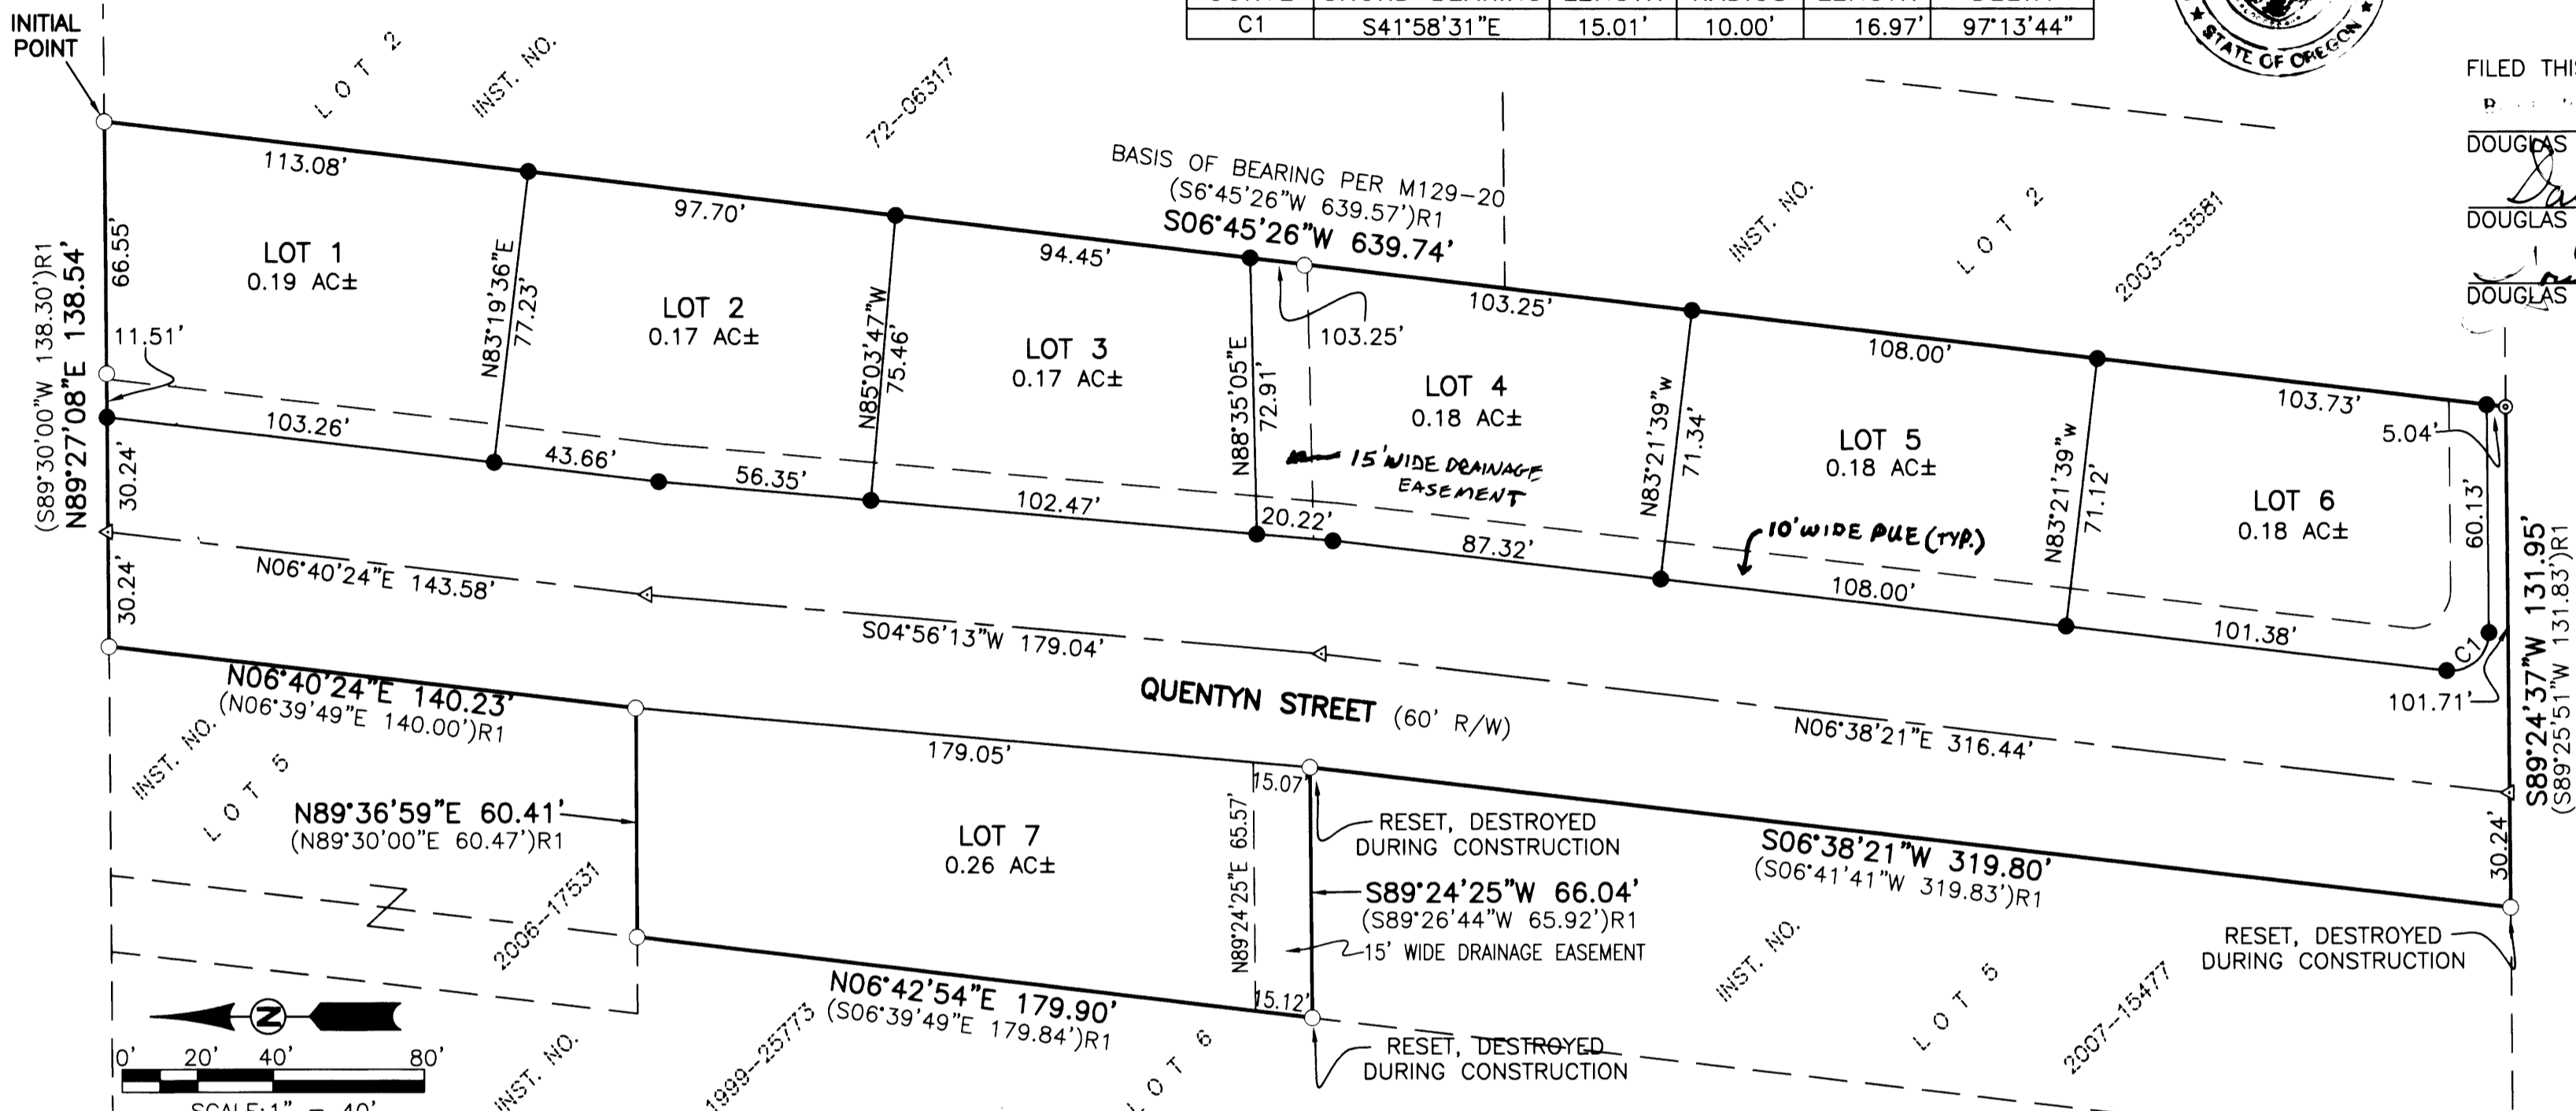 INITIAL
POINT
LOT 2
INST. NO.
72-06317
C1 S41°58'31"E 15.01' 10.00' 16.97' 97°13'44"
★ STATE OF OREGON ★
FILED THIS
DOUGLAS
DOUGLAS
DOUGLAS
BASIS OF BEARING PER M129-20
(S6°45'26"W 639.57')R1
S06°45'26"W 639.74'
INST. NO.
LOT 2
2003-33581
113.08'
97.70'
94.45'
103.25'
103.25'
108.00'
103.73'
5.04'
(S89°30'00"W 138.30')R1
N89°27'08"E 138.54'
66.55'
11.51'
30.24'
30.24'
LOT 1
0.19 AC±
N83°19'36"E
77.23'
LOT 2
0.17 AC±
N85°03'47"W
75.46'
LOT 3
0.17 AC±
N88°35'05"E
72.91'
LOT 4
0.18 AC±
15' WIDE DRAINAGE
EASEMENT
N83°21'39"W
71.34'
LOT 5
0.18 AC±
10' WIDE PUE (TYP.)
N83°21'39"W
71.12'
LOT 6
0.18 AC±
60.13'
C1
S89°24'37"W 131.95'
(S89°25'51"W 131.83')R1
103.26'
43.66'
56.35'
102.47'
20.22'
87.32'
108.00'
101.38'
101.71'
N06°40'24"E 143.58'
S04°56'13"W 179.04'
N06°38'21"E 316.44'
QUENTYN STREET (60' R/W)
30.24'
N06°40'24"E 140.23'
(N06°39'49"E 140.00')R1
INST. NO.
LOT 5
2006-17531
N89°36'59"E 60.41'
(N89°30'00"E 60.47')R1
179.05'
LOT 7
0.26 AC±
15.07'
N89°24'25"E 65.57'
15.12'
RESET, DESTROYED
DURING CONSTRUCTION
S89°24'25"W 66.04'
(S89°26'44"W 65.92')R1
15' WIDE DRAINAGE EASEMENT
S06°38'21"W 319.80'
(S06°41'41"W 319.83')R1
INST. NO.
LOT 5
2007-15477
RESET, DESTROYED
DURING CONSTRUCTION
N06°42'54"E 179.90'
(S06°39'49"E 179.84')R1
RESET, DESTROYED
DURING CONSTRUCTION
INST. NO.
1999-25773
LOT 6
N
0' 20' 40' 80'
SCALE: 1" = 40'